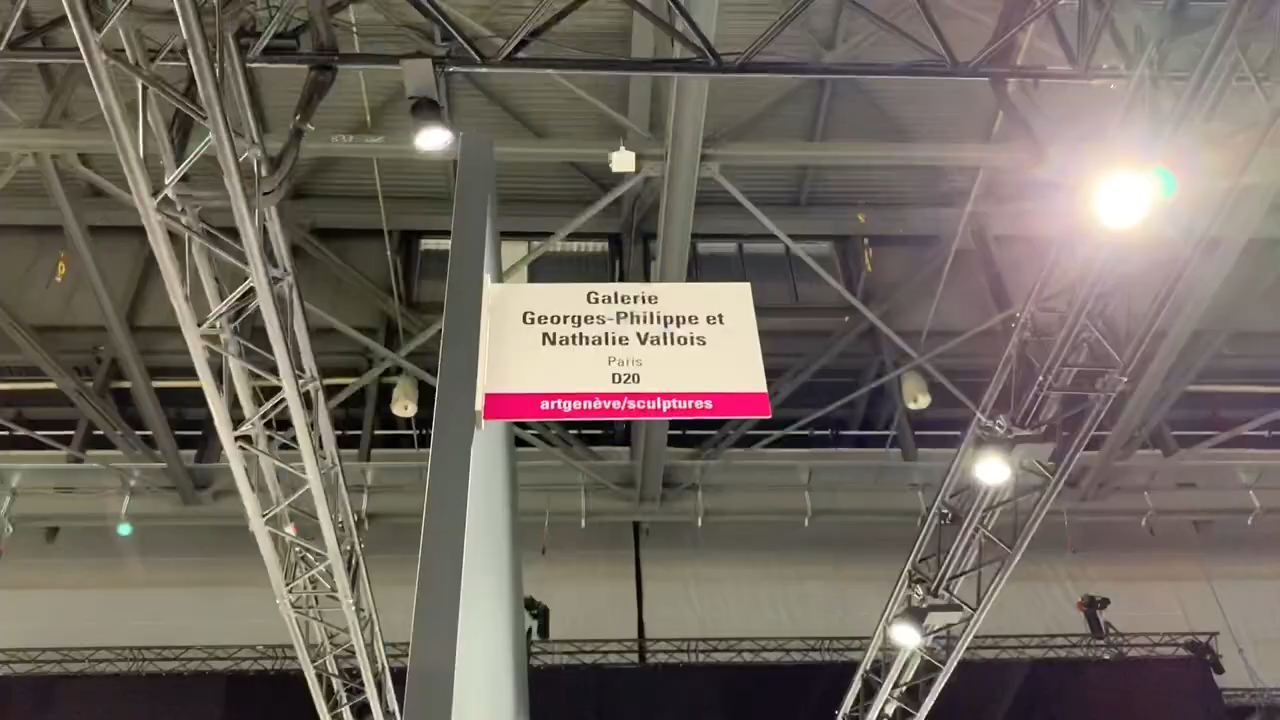 Galerie
Georges-Philippe et
Nathalie Vallois
Paris
D20
artgenève/sculptures